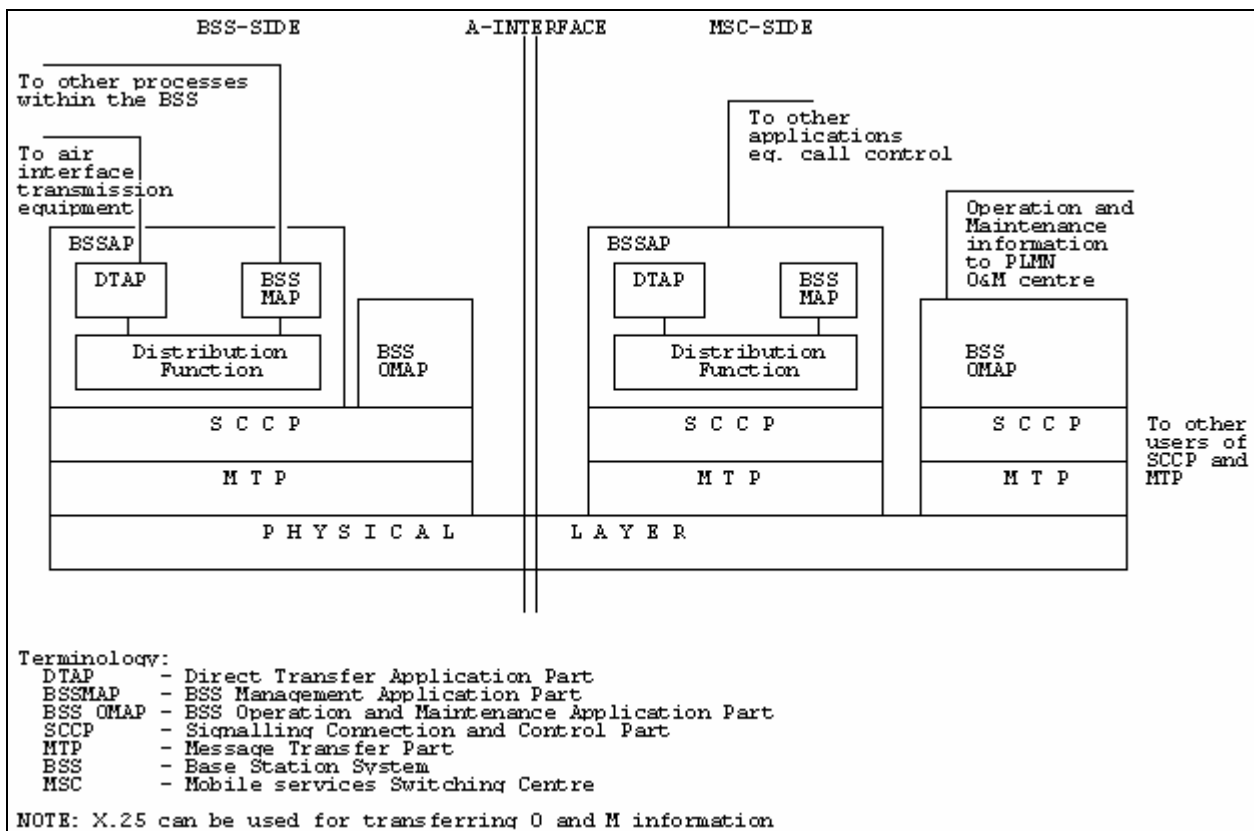 BSS-SIDE A-INTERFACE MSC-SIDE
To other processes
within the BSS
To air
interface
transmission
equipment
To other
applications
eg. call control
Operation and
Maintenance
information
to PLMN
O&M centre
BSSAP
DTAP
BSS
MAP
Distribution
Function
BSS
OMAP
BSSAP
DTAP
BSS
MAP
Distribution
Function
BSS
OMAP
S C C P
S C C P
S C C P
M T P
M T P
M T P
To other
users of
SCCP and
MTP
P H Y S I C A L L A Y E R
Terminology:
DTAP - Direct Transfer Application Part
BSSMAP - BSS Management Application Part
BSS OMAP - BSS Operation and Maintenance Application Part
SCCP - Signalling Connection and Control Part
MTP - Message Transfer Part
BSS - Base Station System
MSC - Mobile services Switching Centre
NOTE: X.25 can be used for transferring O and M information